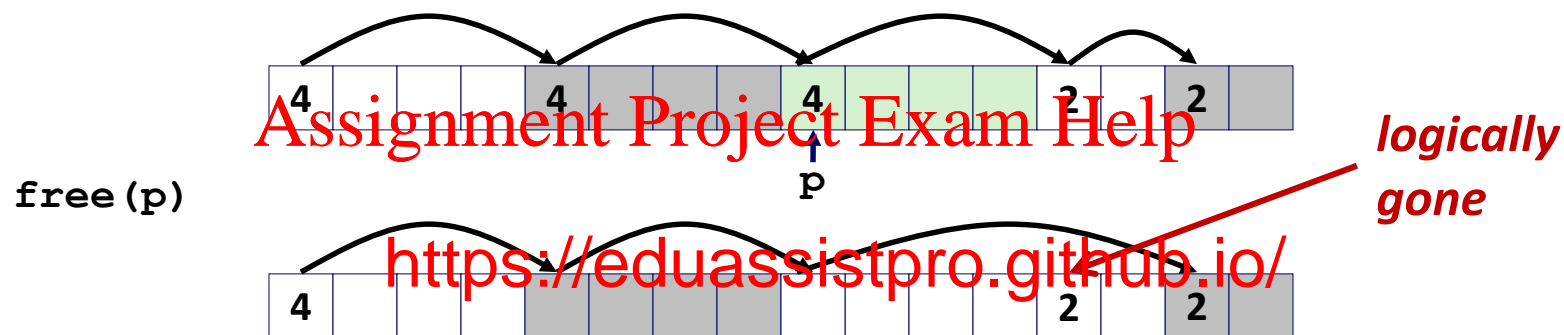 4 4 4 2 2
Assignment Project Exam Help
p
logically
gone
free(p)
https://eduassistpro.github.io/
4 2 2